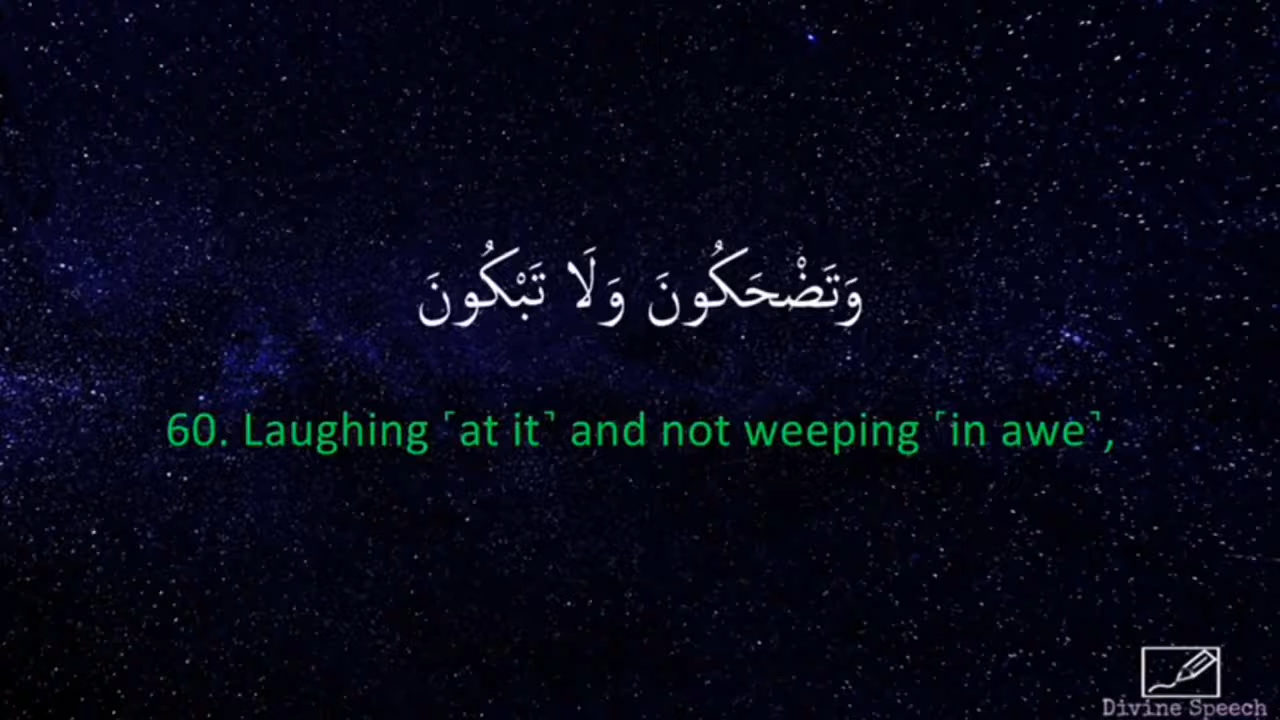 وَتَضْحَكُونَ وَلَا تَبْكُونَ
60. Laughing ˹at it˺ and not weeping ˹in awe˺,
Divine Speech